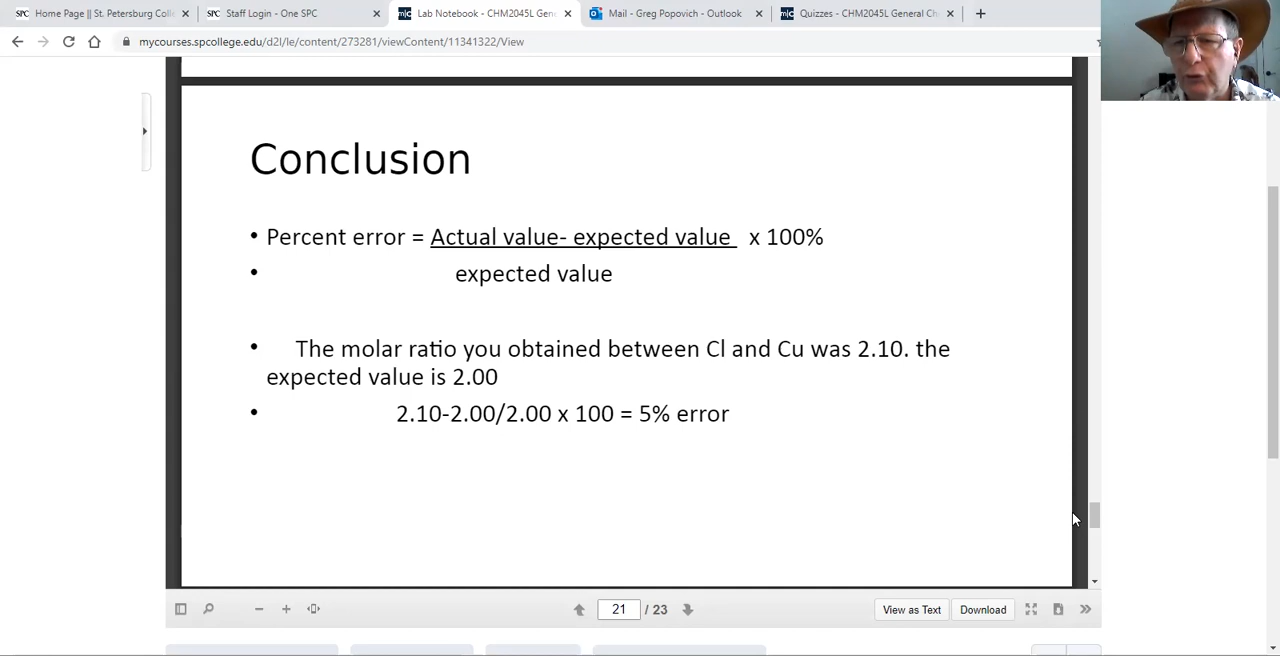 Home Page || St. Petersburg Coll
Staff Login - One SPC
Lab Notebook - CHM2045L Gen
Mail - Greg Popovich - Outlook
Quizzes - CHM2045L General Ch
mycourses.spcollege.edu/d2l/le/content/273281/viewContent/11341322/View
Conclusion
• Percent error = Actual value- expected value x 100%
• expected value
• The molar ratio you obtained between Cl and Cu was 2.10. the
expected value is 2.00
• 2.10-2.00/2.00 x 100 = 5% error
21 / 23
View as Text
Download